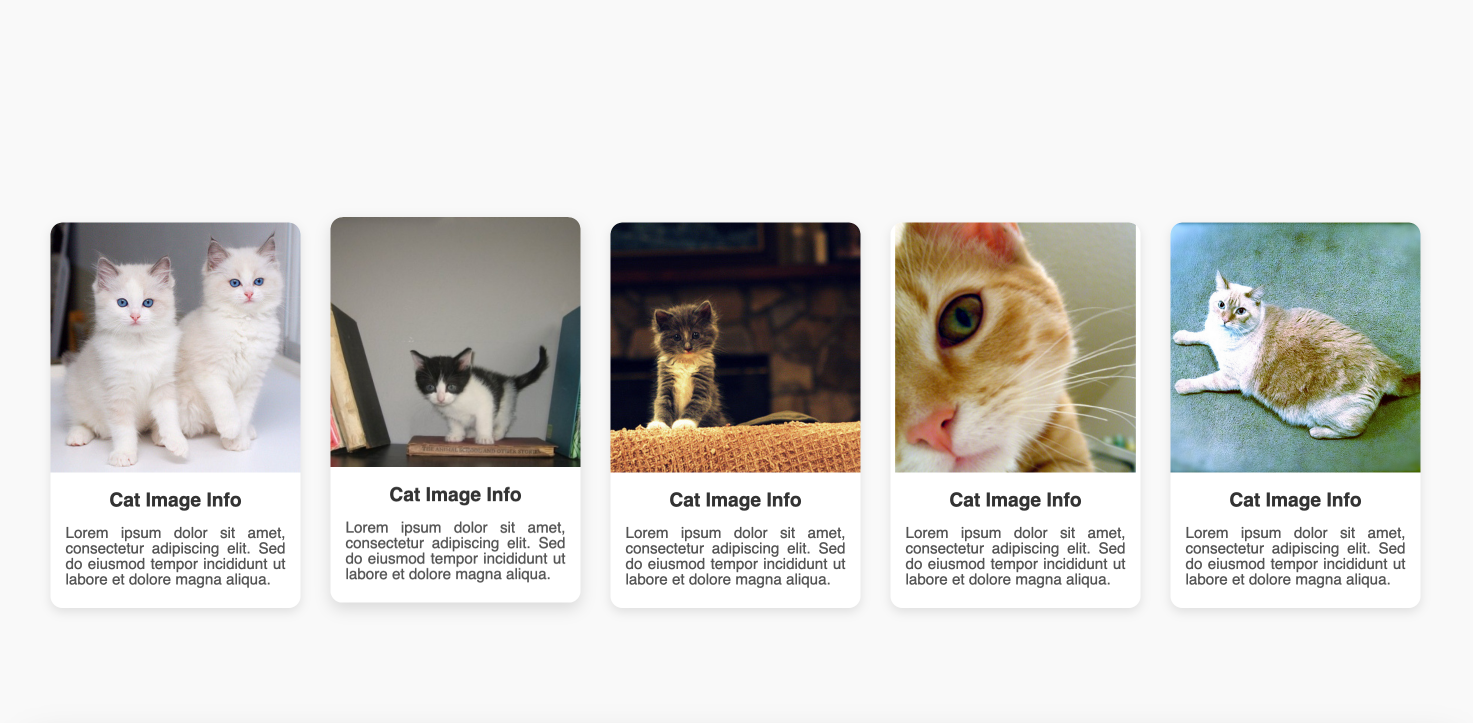 Cat Image Info
Lorem ipsum dolor sit amet,
consectetur adipiscing elit. Sed
do eiusmod tempor incididunt ut
labore et dolore magna aliqua.
Cat Image Info
Lorem ipsum dolor sit amet,
consectetur adipiscing elit. Sed
do eiusmod tempor incididunt ut
labore et dolore magna aliqua.
Cat Image Info
Lorem ipsum dolor sit amet,
consectetur adipiscing elit. Sed
do eiusmod tempor incididunt ut
labore et dolore magna aliqua.
Cat Image Info
Lorem ipsum dolor sit amet,
consectetur adipiscing elit. Sed
do eiusmod tempor incididunt ut
labore et dolore magna aliqua.
Cat Image Info
Lorem ipsum dolor sit amet,
consectetur adipiscing elit. Sed
do eiusmod tempor incididunt ut
labore et dolore magna aliqua.